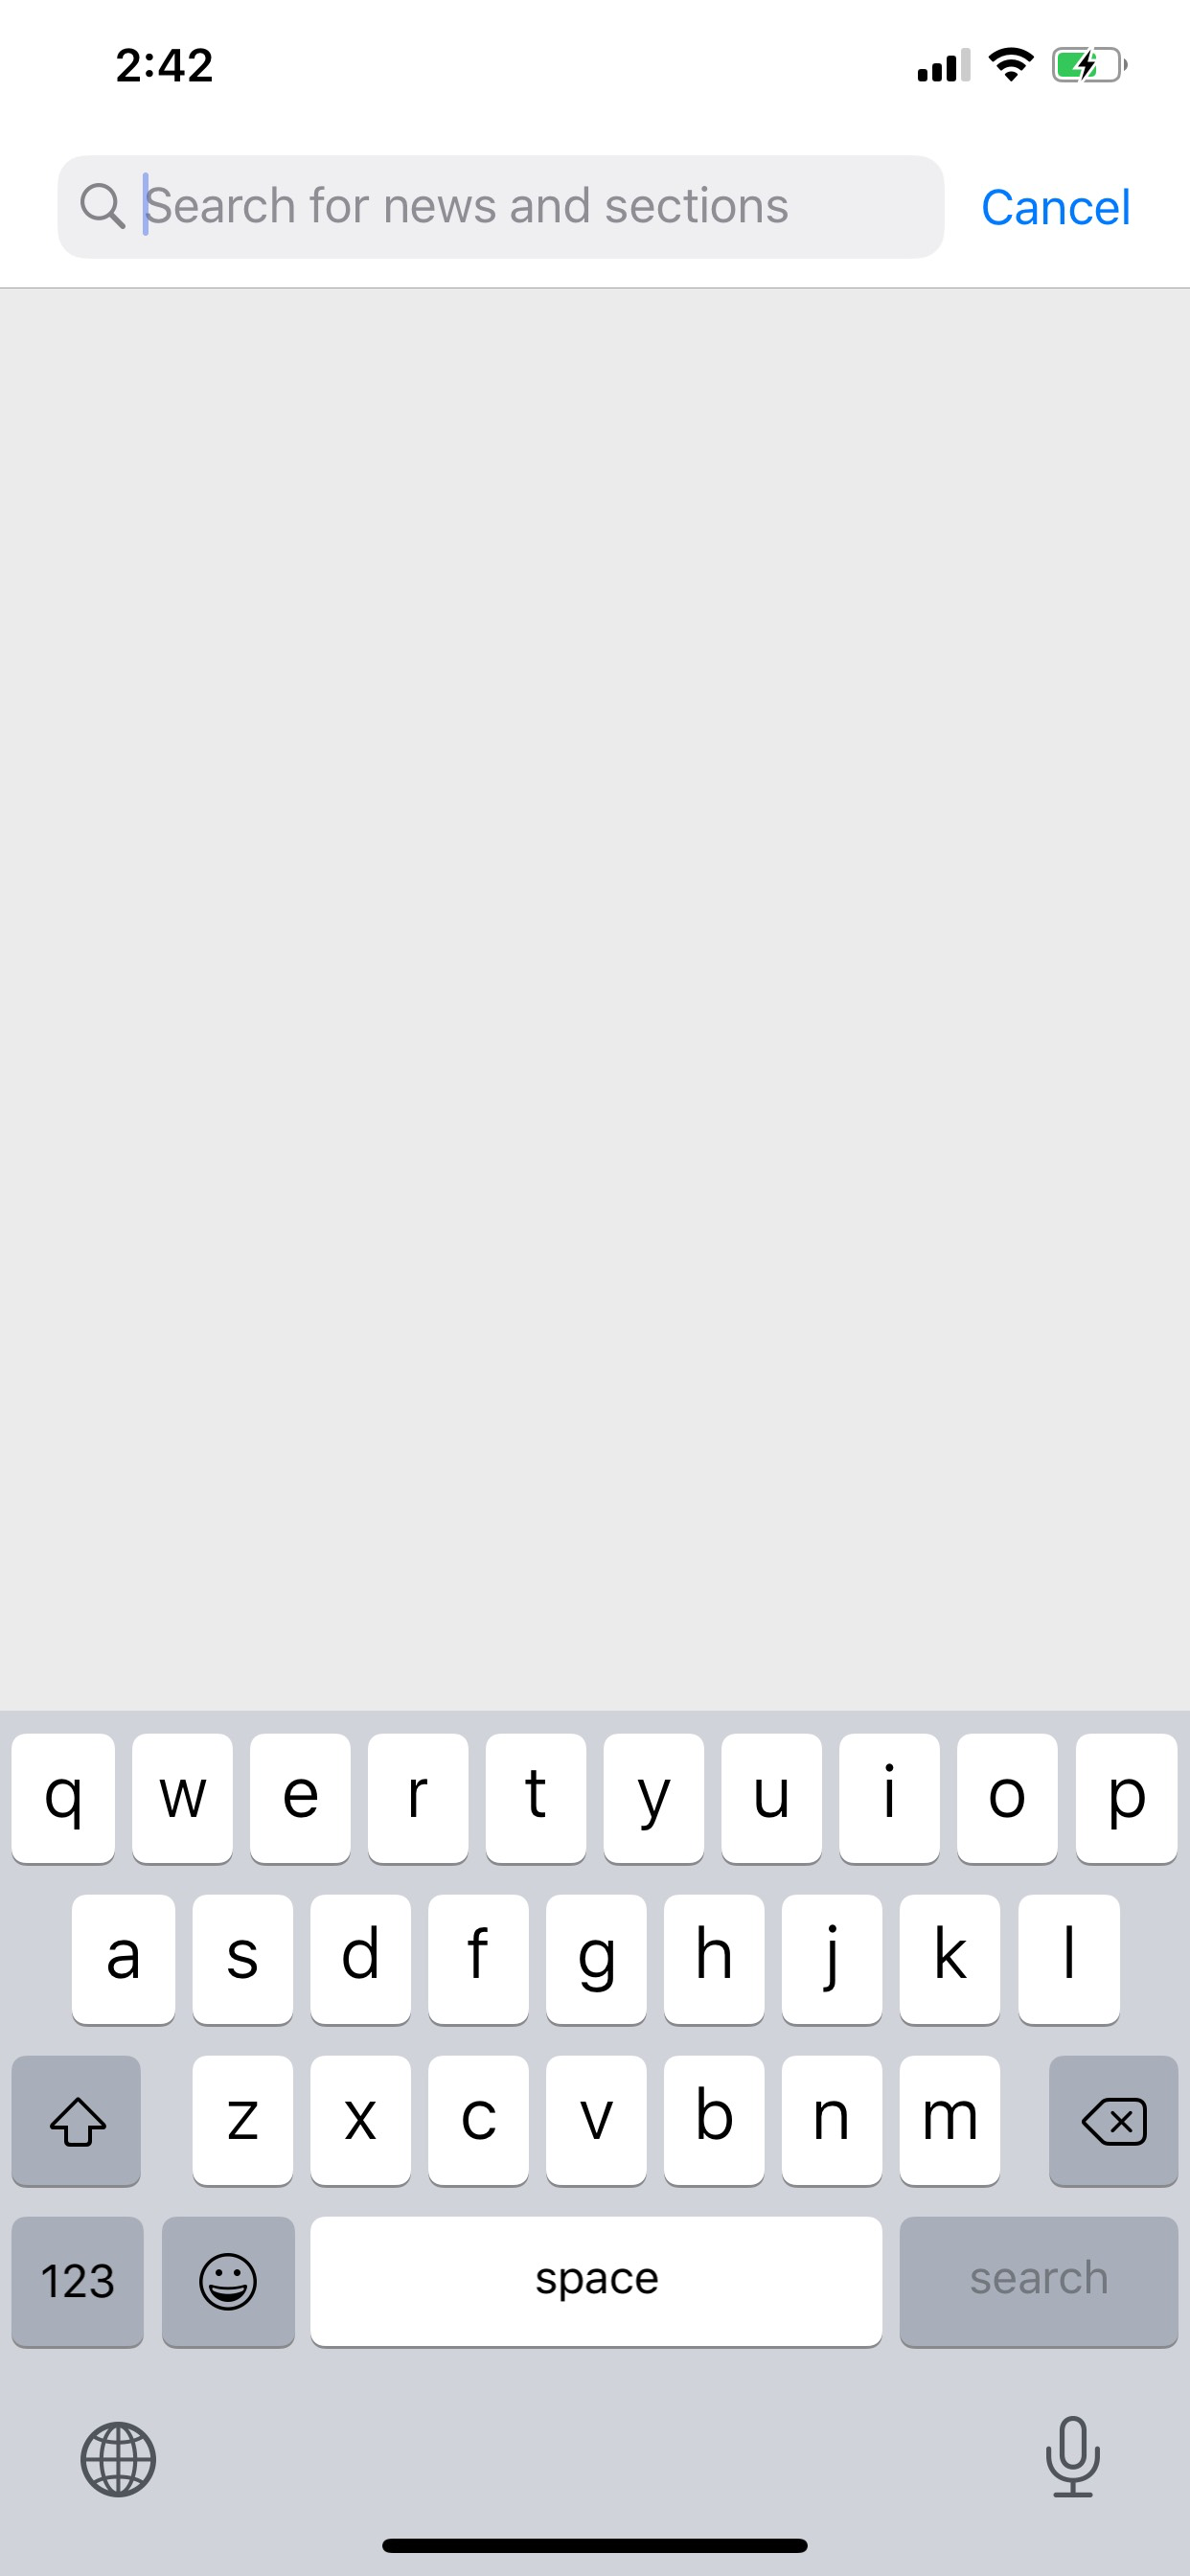 2:42
Search for news and sections Cancel
q w e r t y u i o p
a s d f g h j k l
z x c v b n m
123 space search